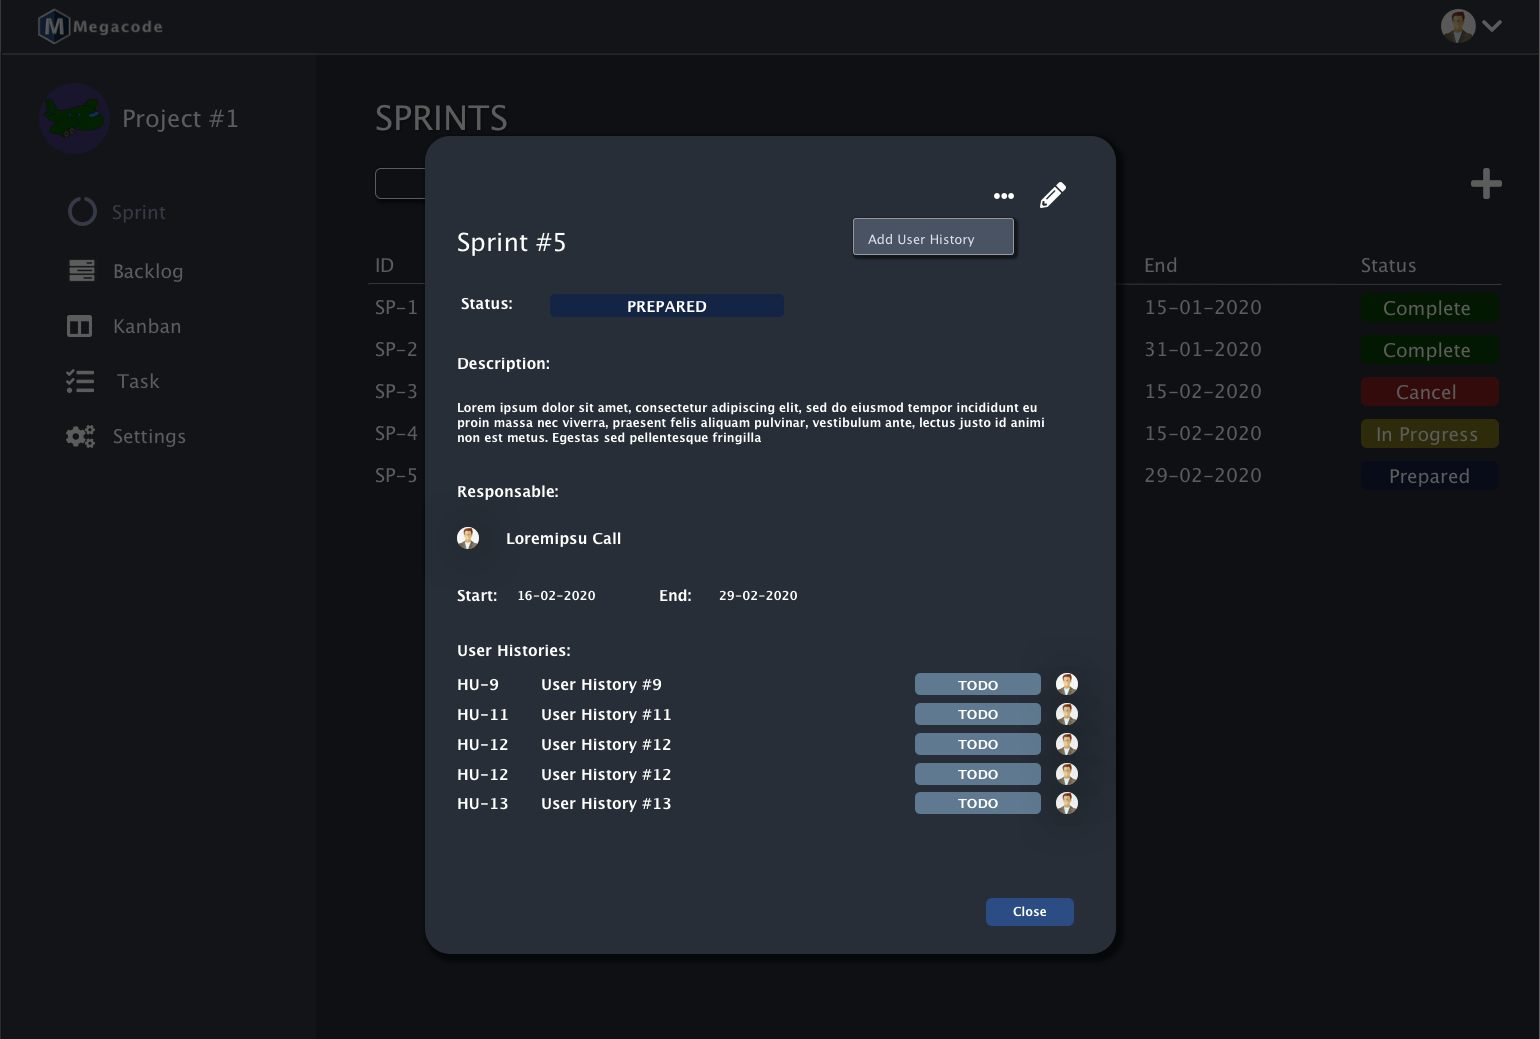 M Megacode
Project #1
Sprint
Backlog
Kanban
Task
Settings
SPRINTS
ID End Status
SP-1 15-01-2020 Complete
SP-2 31-01-2020 Complete
SP-3 15-02-2020 Cancel
SP-4 15-02-2020 In Progress
SP-5 29-02-2020 Prepared
Add User History
Sprint #5
Status: PREPARED
Description:
Lorem ipsum dolor sit amet, consectetur adipiscing elit, sed do eiusmod tempor incididunt eu
proin massa nec viverra, praesent felis aliquam pulvinar, vestibulum ante, lectus justo id animi
non est metus. Egestas sed pellentesque fringilla
Responsable:
Loremipsu Call
Start: 16-02-2020 End: 29-02-2020
User Histories:
HU-9 User History #9 TODO
HU-11 User History #11 TODO
HU-12 User History #12 TODO
HU-12 User History #12 TODO
HU-13 User History #13 TODO
Close